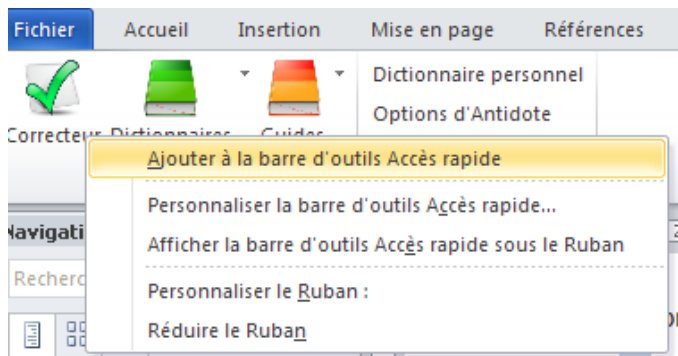 Fichier Accueil Insertion Mise en page Références
Dictionnaire personnel
Options d'Antidote
Correcteur Dictionnaires Guides
Ajouter à la barre d'outils Accès rapide
Personnaliser la barre d'outils Accès rapide...
Afficher la barre d'outils Accès rapide sous le Ruban
Personnaliser le Ruban :
Réduire le Ruban
Navigati
Recherc